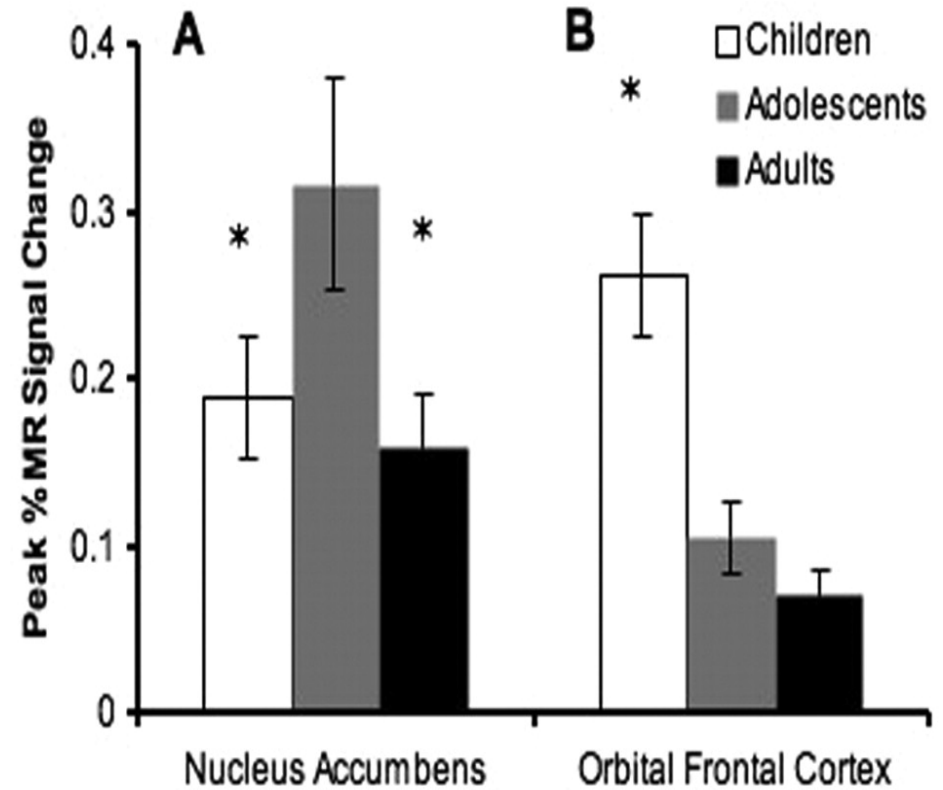 A
B
Children
Adolescents
Adults
*
*
*
Peak % MR Signal Change
0.4
0.3
0.2
0.1
0
Nucleus Accumbens
Orbital Frontal Cortex